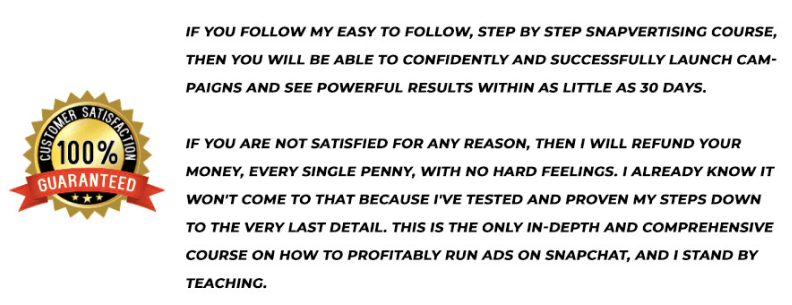 IF YOU FOLLOW MY EASY TO FOLLOW, STEP BY STEP SNAPVERTISING COURSE,
THEN YOU WILL BE ABLE TO CONFIDENTLY AND SUCCESSFULLY LAUNCH CAM-
PAIGNS AND SEE POWERFUL RESULTS WITHIN AS LITTLE AS 30 DAYS.
CUSTOMER SATISFACTION
100%
GUARANTEED
IF YOU ARE NOT SATISFIED FOR ANY REASON, THEN I WILL REFUND YOUR
MONEY, EVERY SINGLE PENNY, WITH NO HARD FEELINGS. I ALREADY KNOW IT
WON'T COME TO THAT BECAUSE I'VE TESTED AND PROVEN MY STEPS DOWN
TO THE VERY LAST DETAIL. THIS IS THE ONLY IN-DEPTH AND COMPREHENSIVE
COURSE ON HOW TO PROFITABLY RUN ADS ON SNAPCHAT, AND I STAND BY
TEACHING.